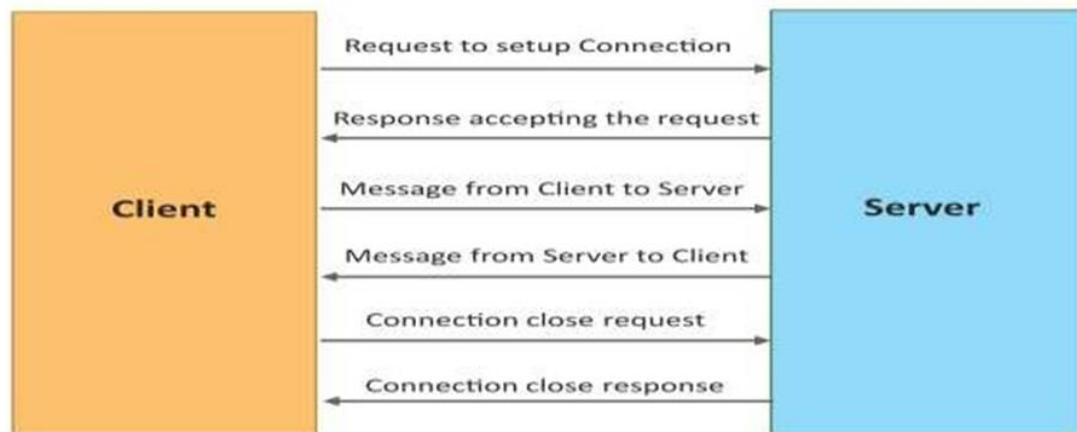 Request to setup Connection
Response accepting the request
Message from Client to Server
Client
Server
Message from Server to Client
Connection close request
Connection close response